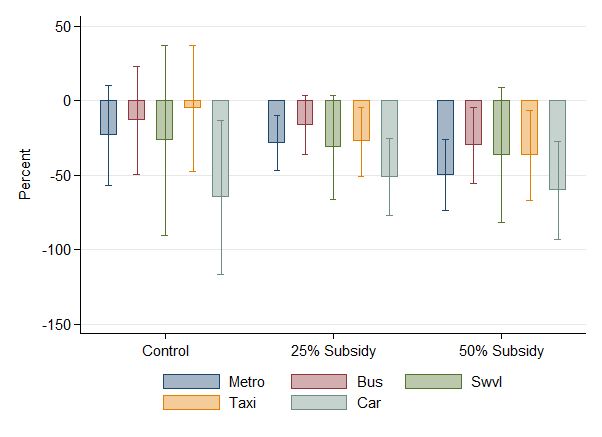 50
0
-50
-100
-150
Percent
Control 25% Subsidy 50% Subsidy
Metro Bus Swvl
Taxi Car